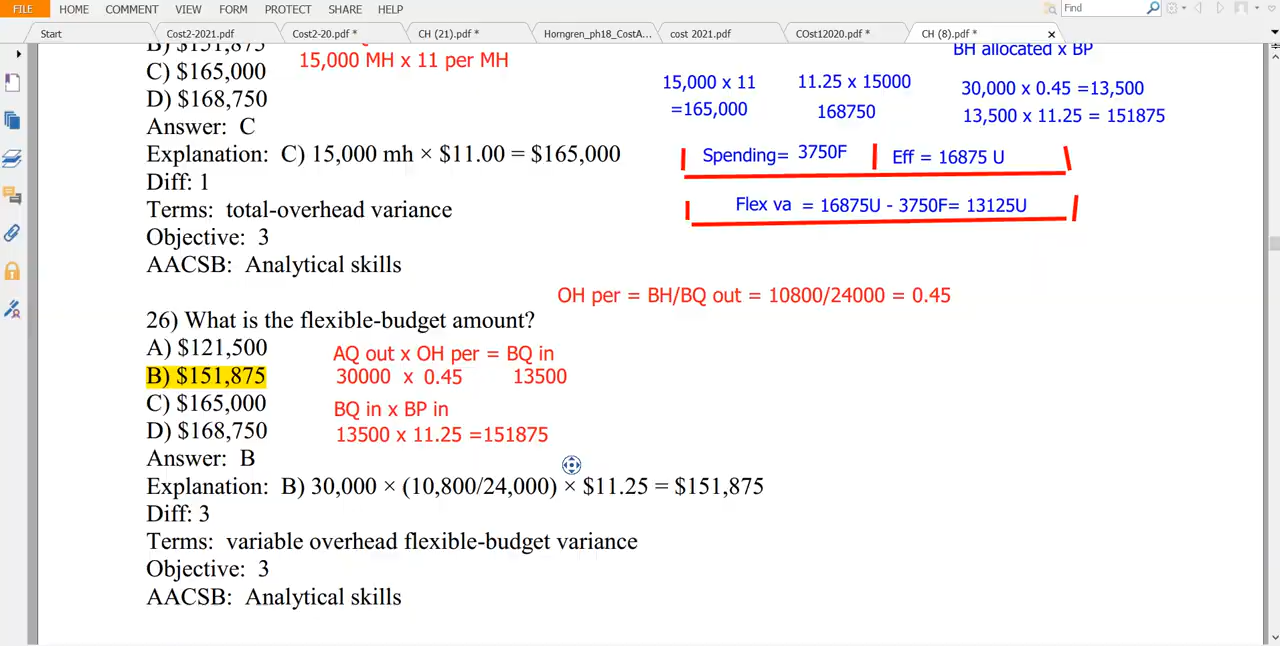 FILE HOME COMMENT VIEW FORM PROTECT SHARE HELP Find
Start Cost2-2021.pdf Cost2-20.pdf * CH (21).pdf * Horngren_ph18_CostA... cost 2021.pdf COst12020.pdf * CH (8).pdf *
B) $151,875
C) $165,000
15,000 MH x 11 per MH
D) $168,750
Answer: C
Explanation: C) 15,000 mh × $11.00 = $165,000
Diff: 1
Terms: total-overhead variance
Objective: 3
AACSB: Analytical skills
BH allocated x BP
15,000 x 11 11.25 x 15000 30,000 x 0.45 =13,500
=165,000 168750 13,500 x 11.25 = 151875
Spending= 3750F Eff = 16875 U
Flex va = 16875U - 3750F= 13125U
OH per = BH/BQ out = 10800/24000 = 0.45
26) What is the flexible-budget amount?
A) $121,500
B) $151,875
C) $165,000
D) $168,750
AQ out x OH per = BQ in
30000 x 0.45 13500
BQ in x BP in
13500 x 11.25 =151875
Answer: B
Explanation: B) 30,000 × (10,800/24,000) × $11.25 = $151,875
Diff: 3
Terms: variable overhead flexible-budget variance
Objective: 3
AACSB: Analytical skills